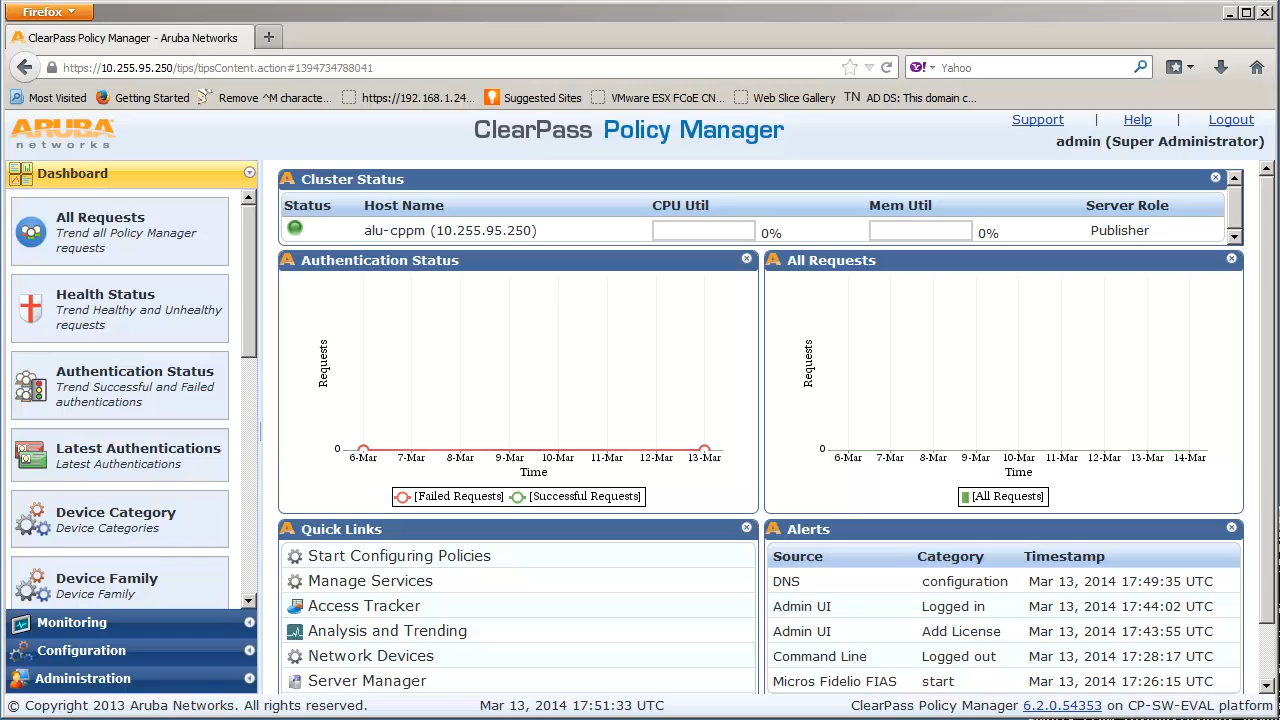 Firefox
ClearPass Policy Manager - Aruba Networks
https://10.255.95.250/tips/tipsContent.action#1394734788041
Yahoo
Most Visited Getting Started Remove ^M characte... https://192.168.1.24... Suggested Sites VMware ESX FCoE CN... Web Slice Gallery TN AD DS: This domain c...
ARUBA
networks
ClearPass Policy Manager
Support | Help | Logout
admin (Super Administrator)
Dashboard
All Requests
Trend all Policy Manager
requests
Health Status
Trend Healthy and Unhealthy
requests
Authentication Status
Trend Successful and Failed
authentications
Latest Authentications
Latest Authentications
Device Category
Device Categories
Device Family
Device Family
Monitoring
Configuration
Administration
Cluster Status
Status Host Name CPU Util Mem Util Server Role
alu-cppm (10.255.95.250) 0% 0% Publisher
Authentication Status
Requests
0
6-Mar 7-Mar 8-Mar 9-Mar 10-Mar 11-Mar 12-Mar 13-Mar
Time
[Failed Requests] [Successful Requests]
All Requests
Requests
0
6-Mar 7-Mar 8-Mar 9-Mar 10-Mar 11-Mar 12-Mar 13-Mar 14-Mar
Time
[All Requests]
Quick Links
Start Configuring Policies
Manage Services
Access Tracker
Analysis and Trending
Network Devices
Server Manager
Alerts
Source Category Timestamp
DNS configuration Mar 13, 2014 17:49:35 UTC
Admin UI Logged in Mar 13, 2014 17:44:02 UTC
Admin UI Add License Mar 13, 2014 17:43:55 UTC
Command Line Logged out Mar 13, 2014 17:28:17 UTC
Micros Fidelio FIAS start Mar 13, 2014 17:26:15 UTC
© Copyright 2013 Aruba Networks. All rights reserved. Mar 13, 2014 17:51:33 UTC ClearPass Policy Manager 6.2.0.54353 on CP-SW-EVAL platform